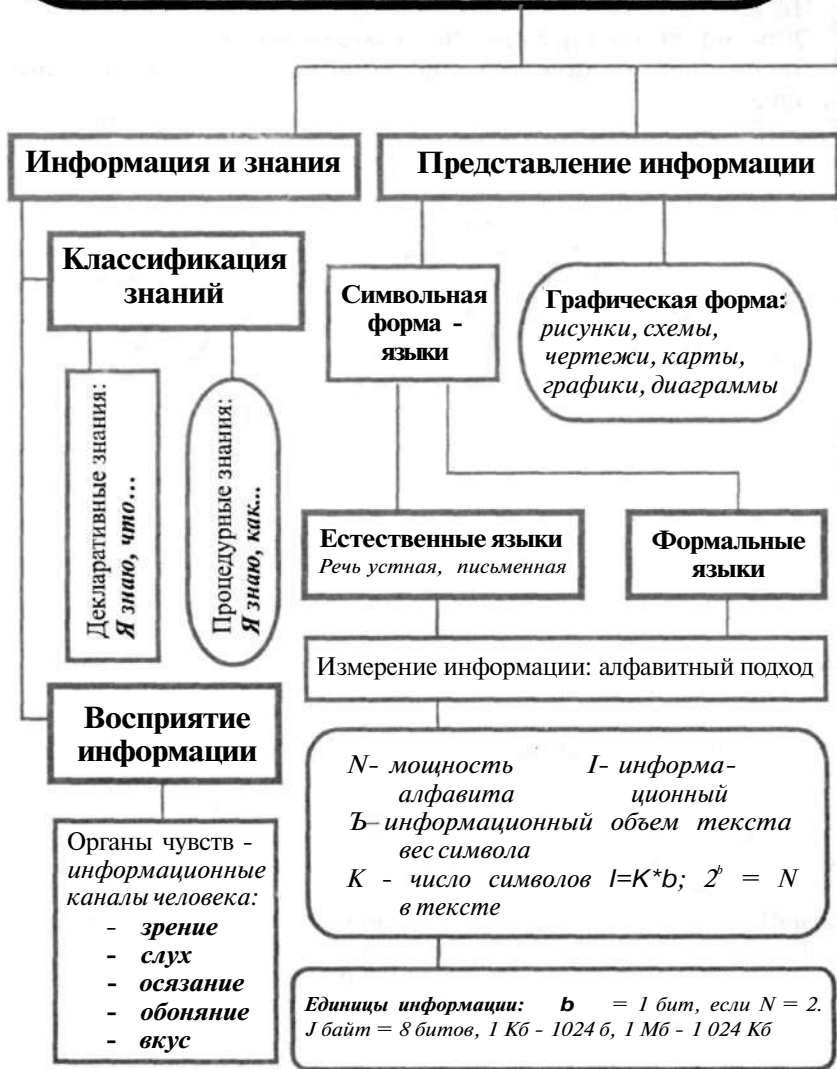 Информация и знания
Представление информации
Классификация
знаний
Декларативные знания:
Я знаю, что...
Процедурные знания:
Я знаю, как...
Восприятие
информации
Органы чувств -
информационные
каналы человека:
- зрение
- слух
- осязание
- обоняние
- вкус
Символьная
форма -
языки
Графическая форма:
рисунки, схемы,
чертежи, карты,
графики, диаграммы
Естественные языки
Речь устная, письменная
Формальные
языки
Измерение информации: алфавитный подход
N- мощность I- информа-
алфавита ционный
Ъ-информационный объем текста
вес символа
K - число символов I=K*b; 2^b = N
в тексте
Единицы информации: b = 1 бит, если N = 2.
J байт = 8 битов, 1 Кб - 1024 б, 1 Мб - 1 024 Кб